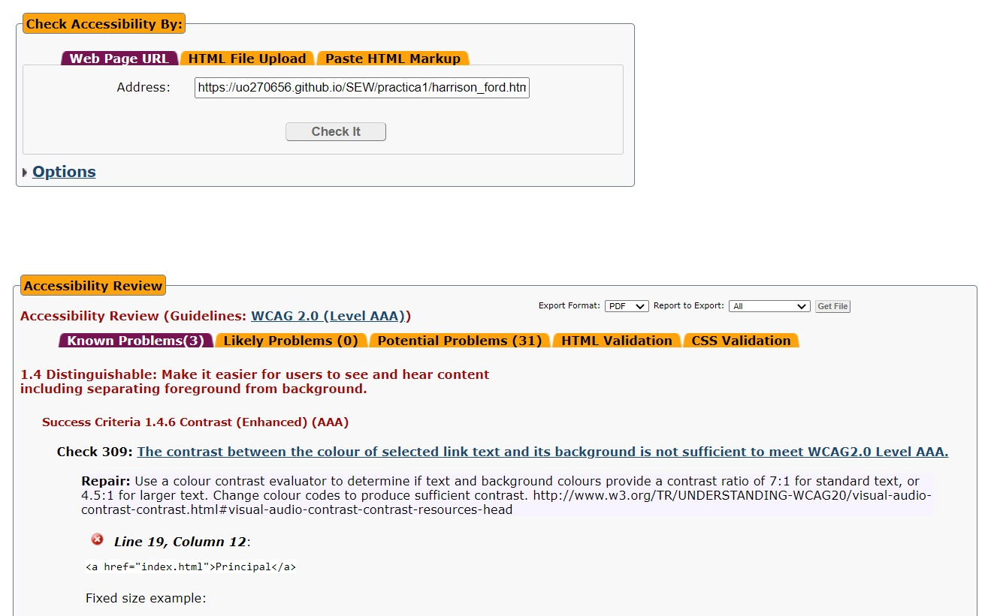 Check Accessibility By:
Web Page URL HTML File Upload Paste HTML Markup
Address: https://uo270656.github.io/SEW/practica1/harrison_ford.htm
Check It
Options
Accessibility Review
Export Format: PDF Report to Export: All Get File
Accessibility Review (Guidelines: WCAG 2.0 (Level AAA))
Known Problems(3) Likely Problems (0) Potential Problems (31) HTML Validation CSS Validation
1.4 Distinguishable: Make it easier for users to see and hear content
including separating foreground from background.
Success Criteria 1.4.6 Contrast (Enhanced) (AAA)
Check 309: The contrast between the colour of selected link text and its background is not sufficient to meet WCAG2.0 Level AAA.
Repair: Use a colour contrast evaluator to determine if text and background colours provide a contrast ratio of 7:1 for standard text, or
4.5:1 for larger text. Change colour codes to produce sufficient contrast. http://www.w3.org/TR/UNDERSTANDING-WCAG20/visual-audio-
contrast-contrast.html#visual-audio-contrast-contrast-resources-head
Line 19, Column 12:
<a href="index.html">Principal</a>
Fixed size example: